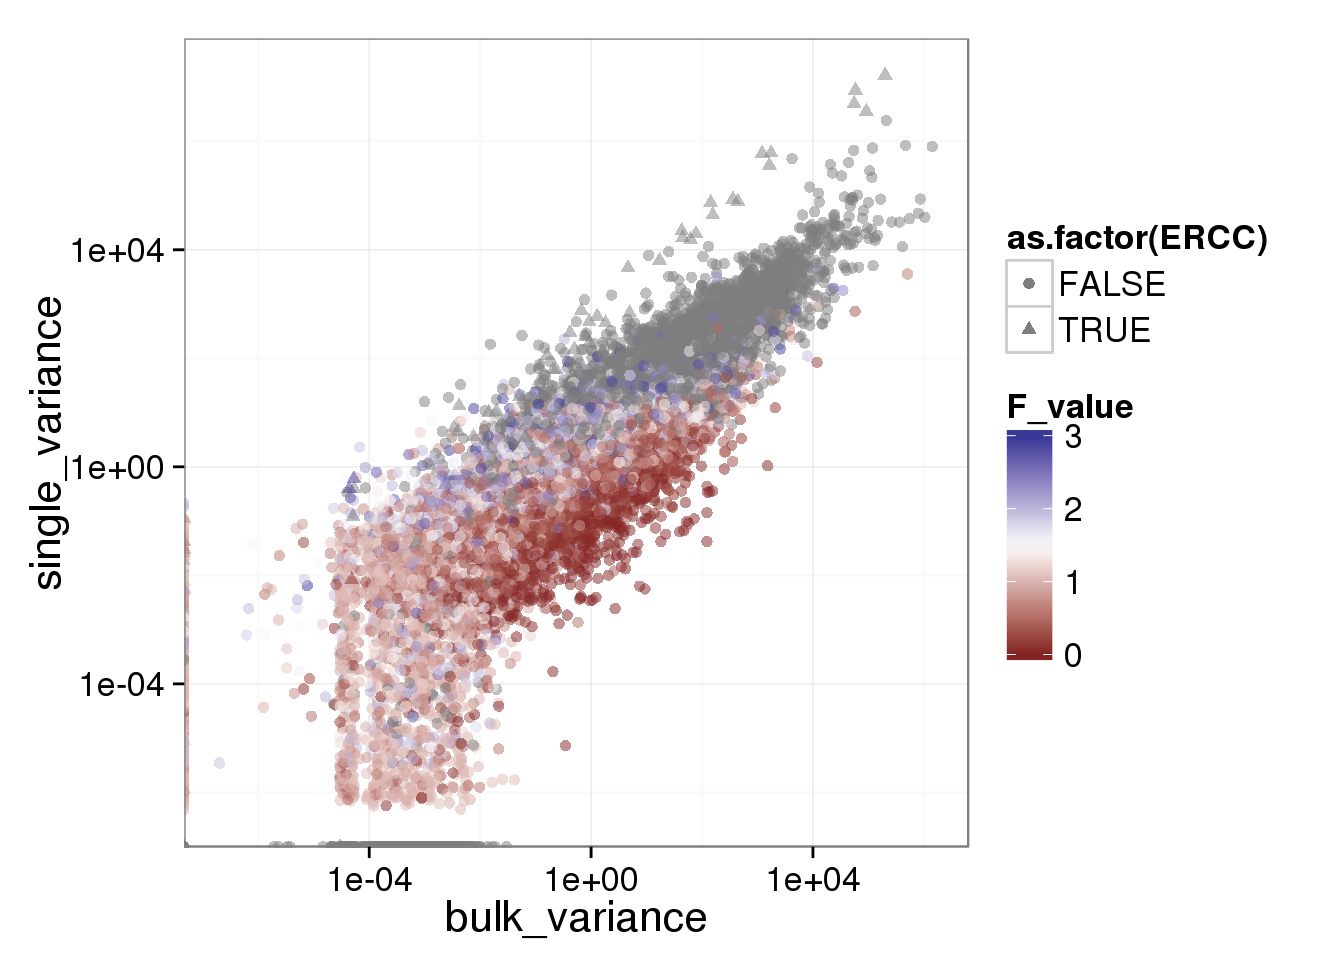 single_variance
1e+04
1e+00
1e-04
1e-04
1e+00
1e+04
bulk_variance
as.factor(ERCC)
FALSE
TRUE
F_value
3
2
1
0